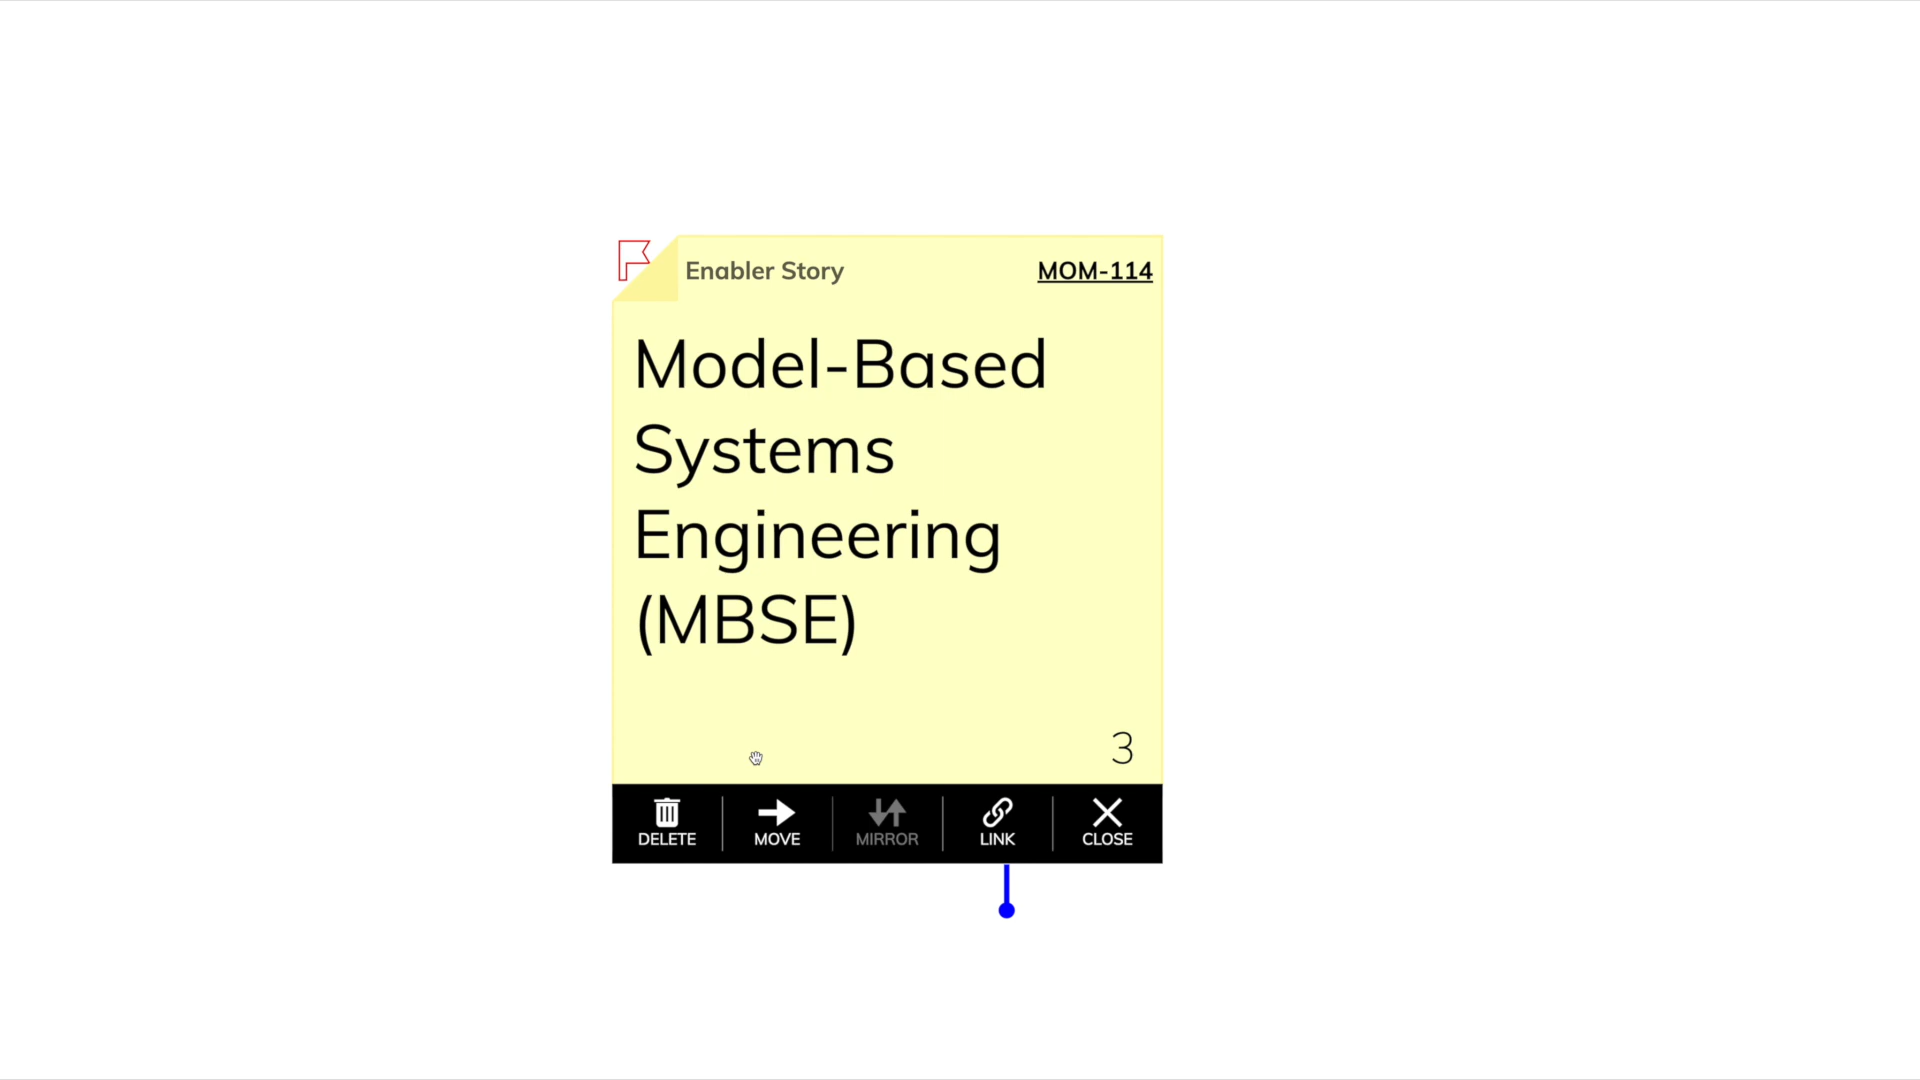 Enabler Story MOM-114
Model-Based
Systems
Engineering
(MBSE)
3
DELETE MOVE MIRROR LINK CLOSE